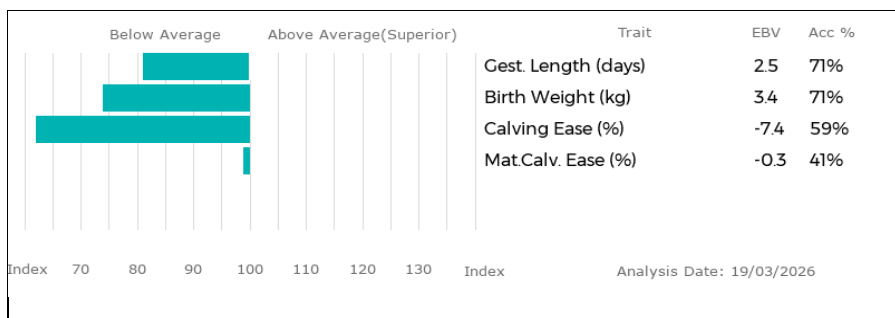 Below Average Above Average(Superior) Trait EBV Acc %
Gest. Length (days) 2.5 71%
Birth Weight (kg) 3.4 71%
Calving Ease (%) -7.4 59%
Mat.Calv. Ease (%) -0.3 41%
Index 70 80 90 100 110 120 130 Index Analysis Date: 19/03/2026